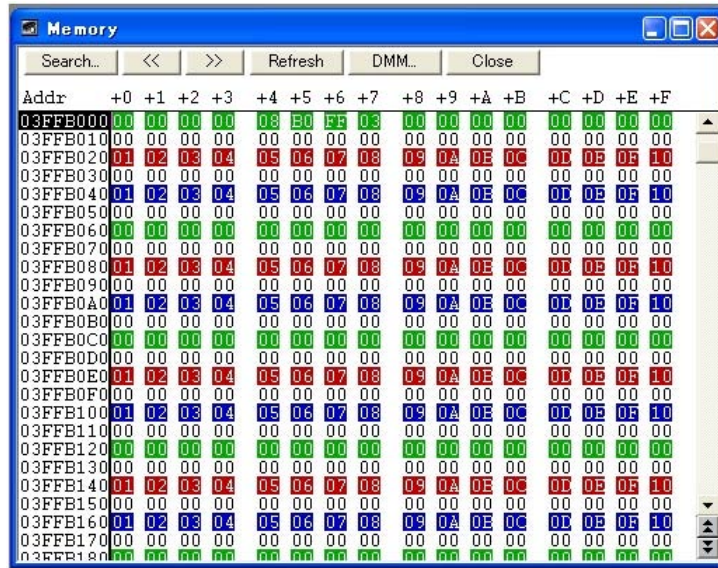 Memory
Search... << >> Refresh DMM... Close
Addr +0 +1 +2 +3 +4 +5 +6 +7 +8 +9 +A +B +C +D +E +F
03FFB000 00 00 00 00 08 B0 FF 03 00 00 00 00 00 00 00 00
03FFB010 00 00 00 00 00 00 00 00 00 00 00 00 00 00 00 00
03FFB020 01 02 03 04 05 06 07 08 09 0A 0B 0C 0D 0E 0F 10
03FFB030 00 00 00 00 00 00 00 00 00 00 00 00 00 00 00 00
03FFB040 01 02 03 04 05 06 07 08 09 0A 0B 0C 0D 0E 0F 10
03FFB050 00 00 00 00 00 00 00 00 00 00 00 00 00 00 00 00
03FFB060 00 00 00 00 00 00 00 00 00 00 00 00 00 00 00 00
03FFB070 00 00 00 00 00 00 00 00 00 00 00 00 00 00 00 00
03FFB080 01 02 03 04 05 06 07 08 09 0A 0B 0C 0D 0E 0F 10
03FFB090 00 00 00 00 00 00 00 00 00 00 00 00 00 00 00 00
03FFB0A0 01 02 03 04 05 06 07 08 09 0A 0B 0C 0D 0E 0F 10
03FFB0B0 00 00 00 00 00 00 00 00 00 00 00 00 00 00 00 00
03FFB0C0 00 00 00 00 00 00 00 00 00 00 00 00 00 00 00 00
03FFB0D0 00 00 00 00 00 00 00 00 00 00 00 00 00 00 00 00
03FFB0E0 01 02 03 04 05 06 07 08 09 0A 0B 0C 0D 0E 0F 10
03FFB0F0 00 00 00 00 00 00 00 00 00 00 00 00 00 00 00 00
03FFB100 01 02 03 04 05 06 07 08 09 0A 0B 0C 0D 0E 0F 10
03FFB110 00 00 00 00 00 00 00 00 00 00 00 00 00 00 00 00
03FFB120 00 00 00 00 00 00 00 00 00 00 00 00 00 00 00 00
03FFB130 00 00 00 00 00 00 00 00 00 00 00 00 00 00 00 00
03FFB140 01 02 03 04 05 06 07 08 09 0A 0B 0C 0D 0E 0F 10
03FFB150 00 00 00 00 00 00 00 00 00 00 00 00 00 00 00 00
03FFB160 01 02 03 04 05 06 07 08 09 0A 0B 0C 0D 0E 0F 10
03FFB170 00 00 00 00 00 00 00 00 00 00 00 00 00 00 00 00
03FFB180 00 00 00 00 00 00 00 00 00 00 00 00 00 00 00 00